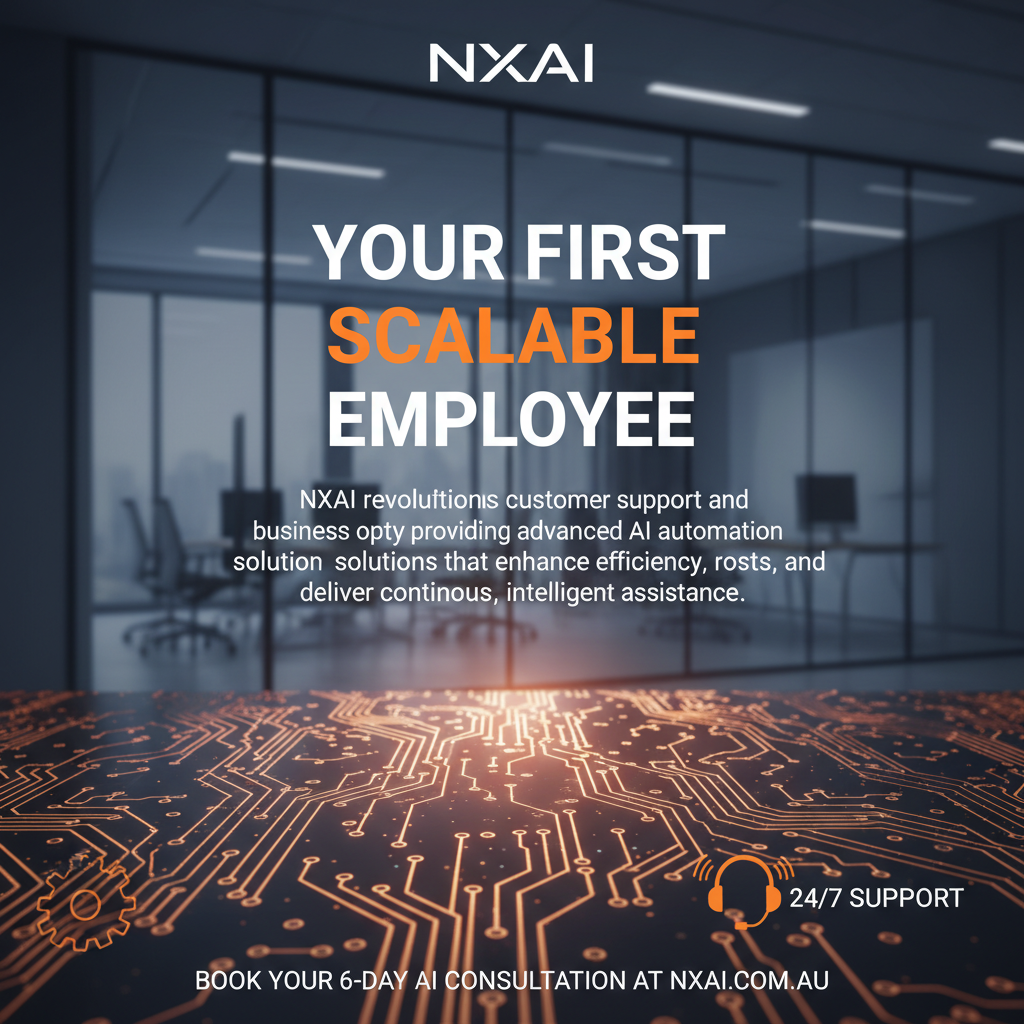 NXAI
YOUR FIRST
SCALABLE
EMPLOYEE
NXAI revoluftionıs customer support and
business opty providing advanced AI automation
solution solutions that enhance efficiency, rosts, and
deliver continous, intelligent assistance.
24/7 SUPPORT
BOOK YOUR 6-DAY AI CONSULTATION AT NXAI.COM.AU